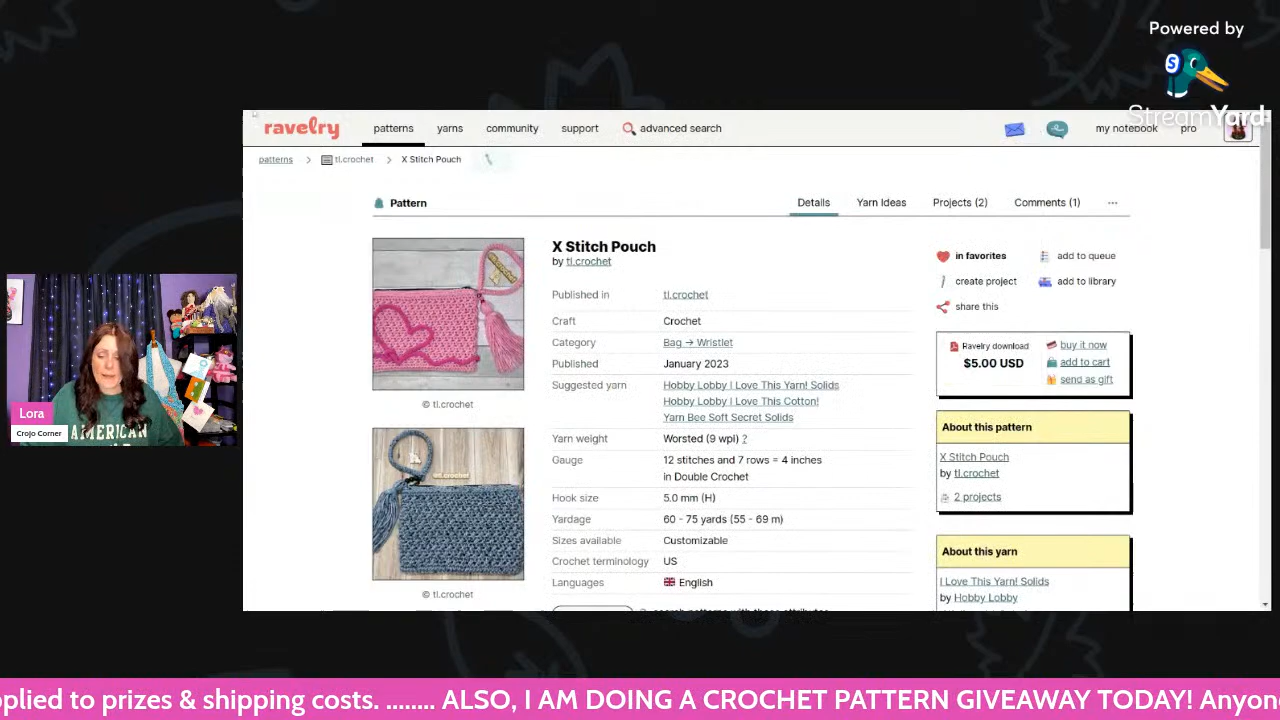 Powered by
StreamYard
ravelry
patterns
yarns
community
support
advanced search
my notebook
pro
patterns
tl.crochet
X Stitch Pouch
Pattern
Details
Yarn Ideas
Projects (2)
Comments (1)
X Stitch Pouch
by tl.crochet
Published in tl.crochet
Craft Crochet
Category Bag → Wristlet
Published January 2023
Suggested yarn Hobby Lobby I Love This Yarn! Solids
Hobby Lobby I Love This Cotton!
Yarn Bee Soft Secret Solids
Yarn weight Worsted (9 wpi) ?
Gauge 12 stitches and 7 rows = 4 inches
in Double Crochet
Hook size 5.0 mm (H)
Yardage 60 - 75 yards (55 - 69 m)
Sizes available Customizable
Crochet terminology US
Languages English
search patterns with these attributes
© tl.crochet
© tl.crochet
in favorites
add to queue
create project
add to library
share this
Ravelry download
$5.00 USD
buy it now
add to cart
send as gift
About this pattern
X Stitch Pouch
by tl.crochet
2 projects
About this yarn
I Love This Yarn! Solids
by Hobby Lobby
Lora
Crojo Corner
AMERICAN
pplied to prizes & shipping costs. ........ ALSO, I AM DOING A CROCHET PATTERN GIVEAWAY TODAY! Anyon